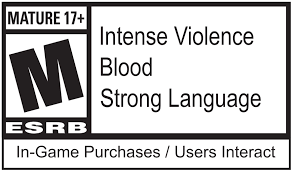 MATURE 17+
M
ESRB
Intense Violence
Blood
Strong Language
In-Game Purchases / Users Interact